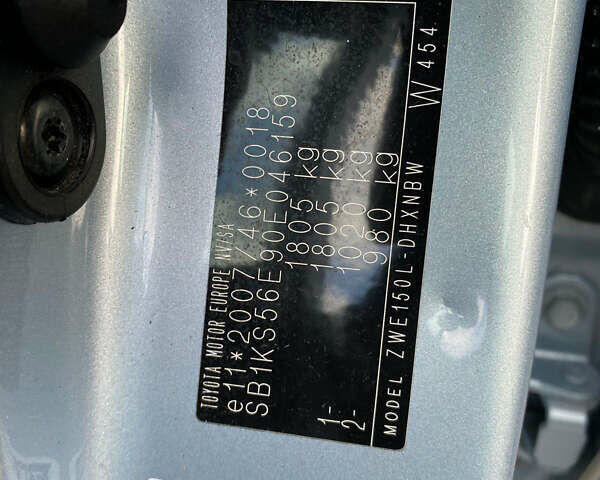 TOYOTA MOTOR EUROPE NV/SA
e11*2007/46*0018
SB1KS56E90E046159
1805 kg
1805 kg
1- 1020 kg
2- 980 kg
MODEL ZWE150L-DHXNBW W 454